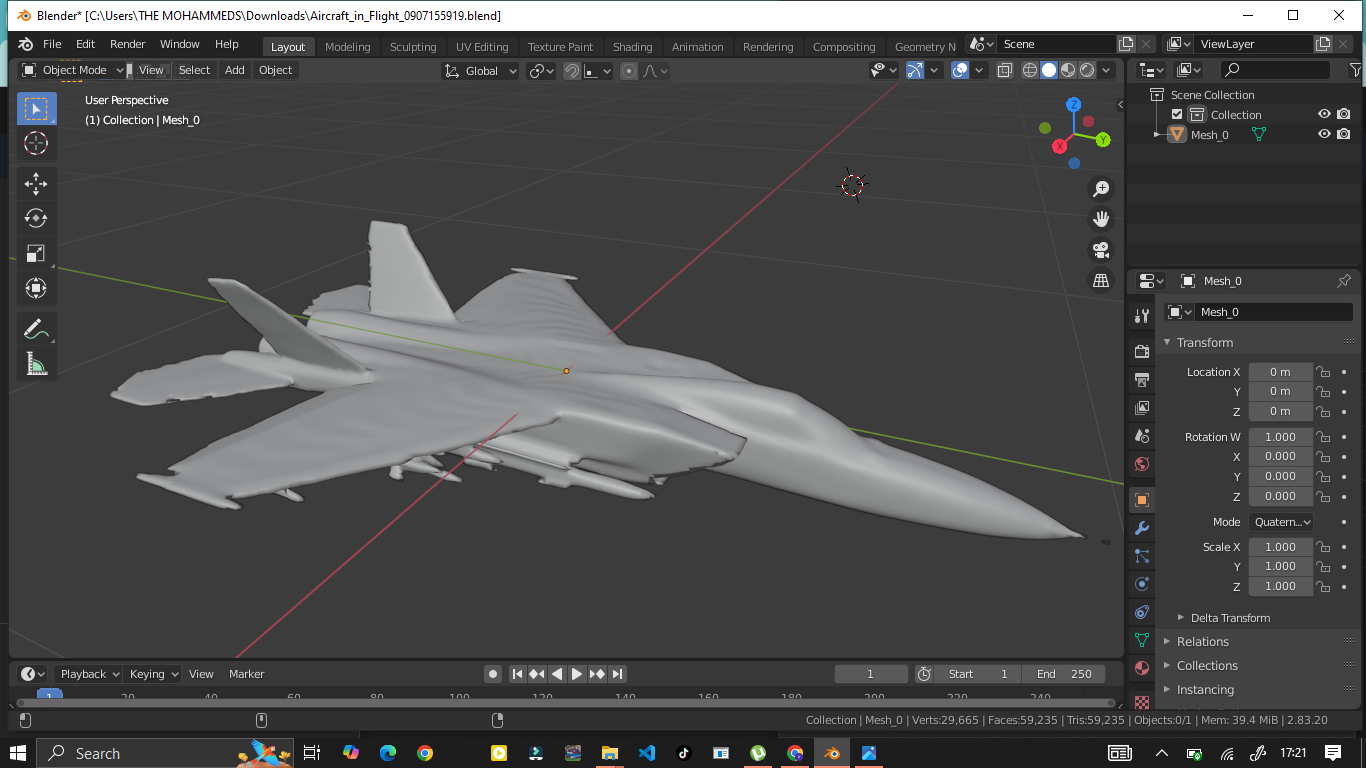 Blender* [C:\Users\THE MOHAMMEDS\Downloads\Aircraft_in_Flight_0907155919.blend]
File Edit Render Window Help Layout Modeling Sculpting UV Editing Texture Paint Shading Animation Rendering Compositing Geometry N Scene ViewLayer
Object Mode View Select Add Object Global
User Perspective
(1) Collection | Mesh_0
Z
Y
X
Scene Collection
Collection
Mesh_0
Mesh_0
Mesh_0
Transform
Location X 0 m
Y 0 m
Z 0 m
Rotation W 1.000
X 0.000
Y 0.000
Z 0.000
Mode Quatern...
Scale X 1.000
Y 1.000
Z 1.000
Delta Transform
Relations
Collections
Instancing
Playback Keying View Marker 1 Start 1 End 250
1 20 40 60 80 100 120 140 160 180 200 220 240
Collection | Mesh_0 | Verts:29,665 | Faces:59,235 | Tris:59,235 | Objects:0/1 | Mem: 39.4 MiB | 2.83.20
Search 17:21